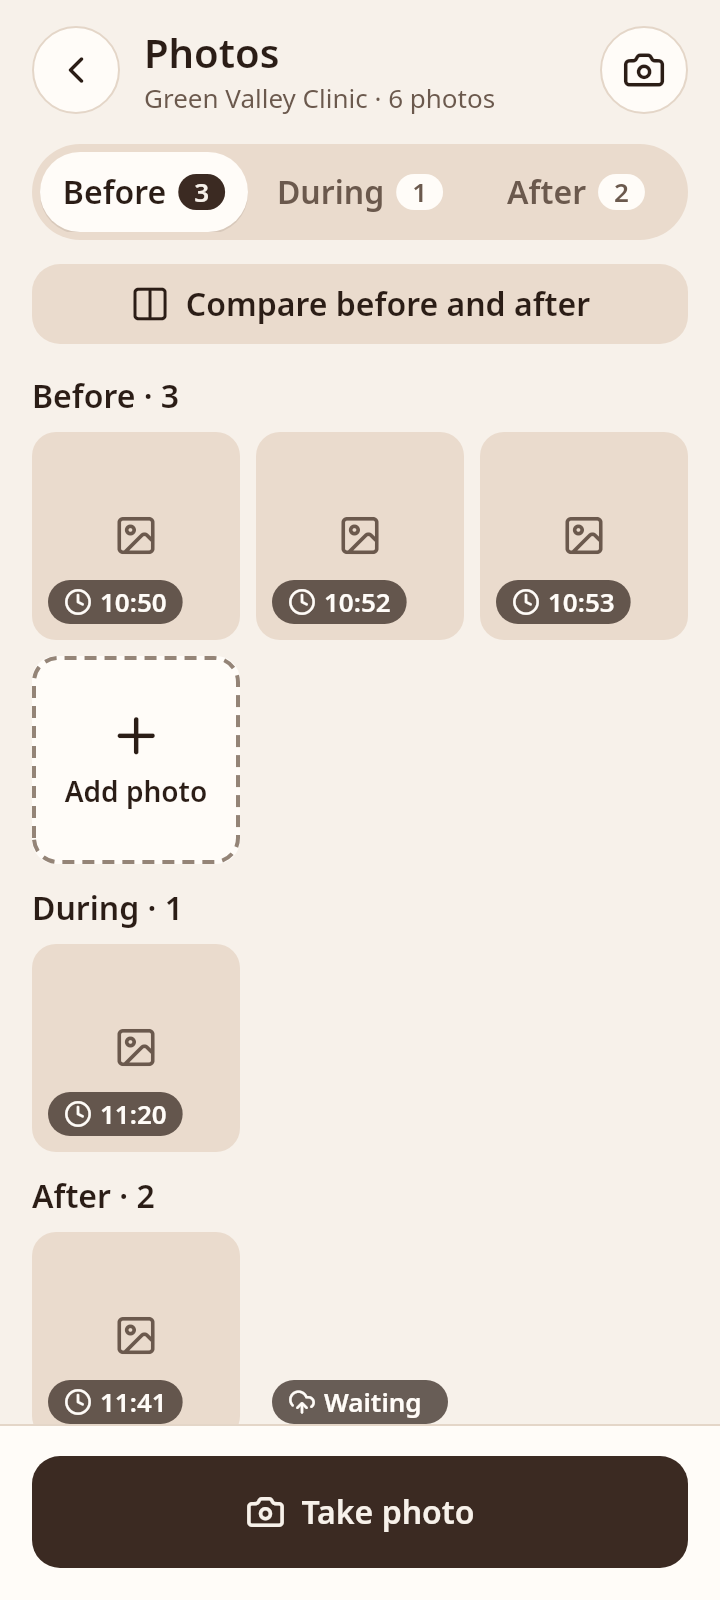 Photos
Green Valley Clinic · 6 photos
Before 3 During 1 After 2
Compare before and after
Before · 3
10:50 10:52 10:53
Add photo
During · 1
11:20
After · 2
11:41 Waiting
Take photo